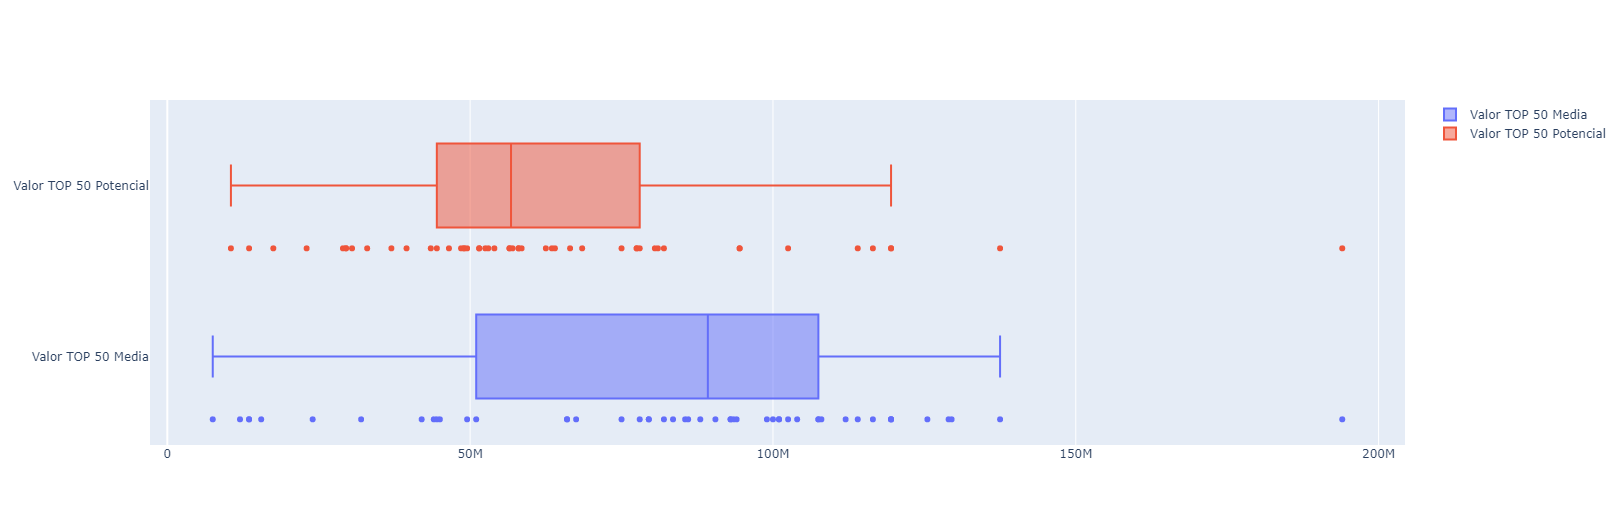 Valor TOP 50 Media
Valor TOP 50 Potencial
Valor TOP 50 Potencial
Valor TOP 50 Media
0 50M 100M 150M 200M